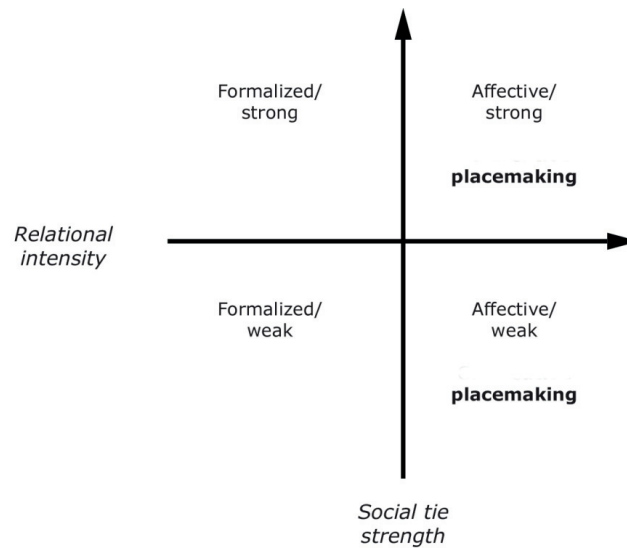 Formalized/
strong
Affective/
strong
placemaking
Relational
intensity
Formalized/
weak
Affective/
weak
placemaking
Social tie
strength